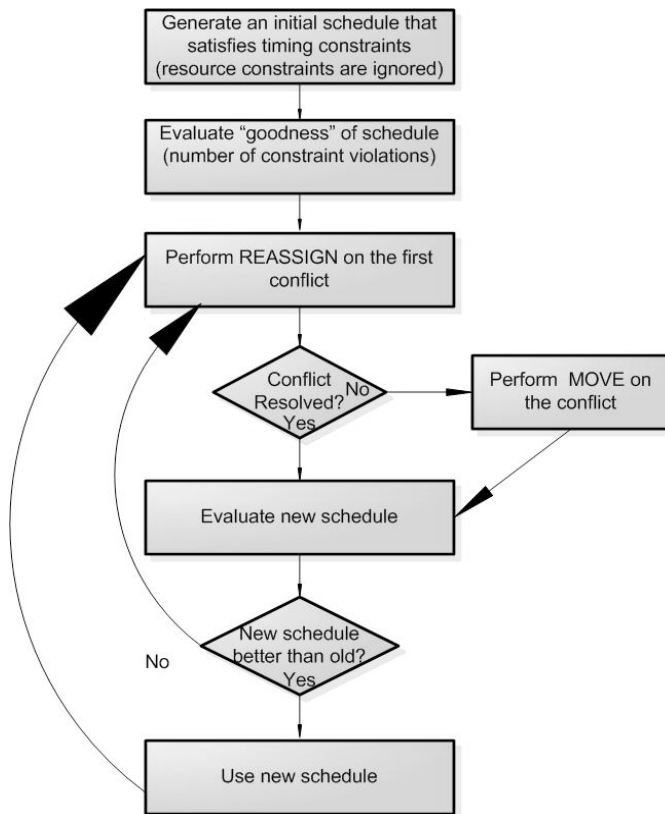 Generate an initial schedule that
satisfies timing constraints
(resource constraints are ignored)
Evaluate “goodness” of schedule
(number of constraint violations)
Perform REASSIGN on the first
conflict
Conflict
Resolved?
No
Yes
Perform MOVE on
the conflict
Evaluate new schedule
New schedule
better than old?
Yes
No
Use new schedule